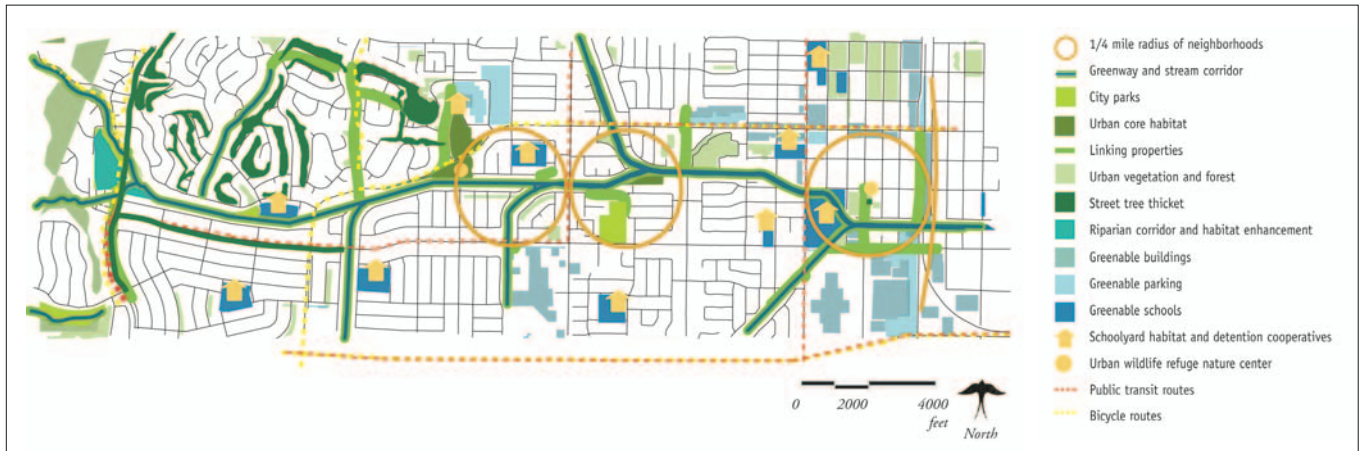 1/4 mile radius of neighborhoods
Greenway and stream corridor
City parks
Urban core habitat
Linking properties
Urban vegetation and forest
Street tree thicket
Riparian corridor and habitat enhancement
Greenable buildings
Greenable parking
Greenable schools
Schoolyard habitat and detention cooperatives
Urban wildlife refuge nature center
Public transit routes
Bicycle routes
0 2000 4000
feet
North